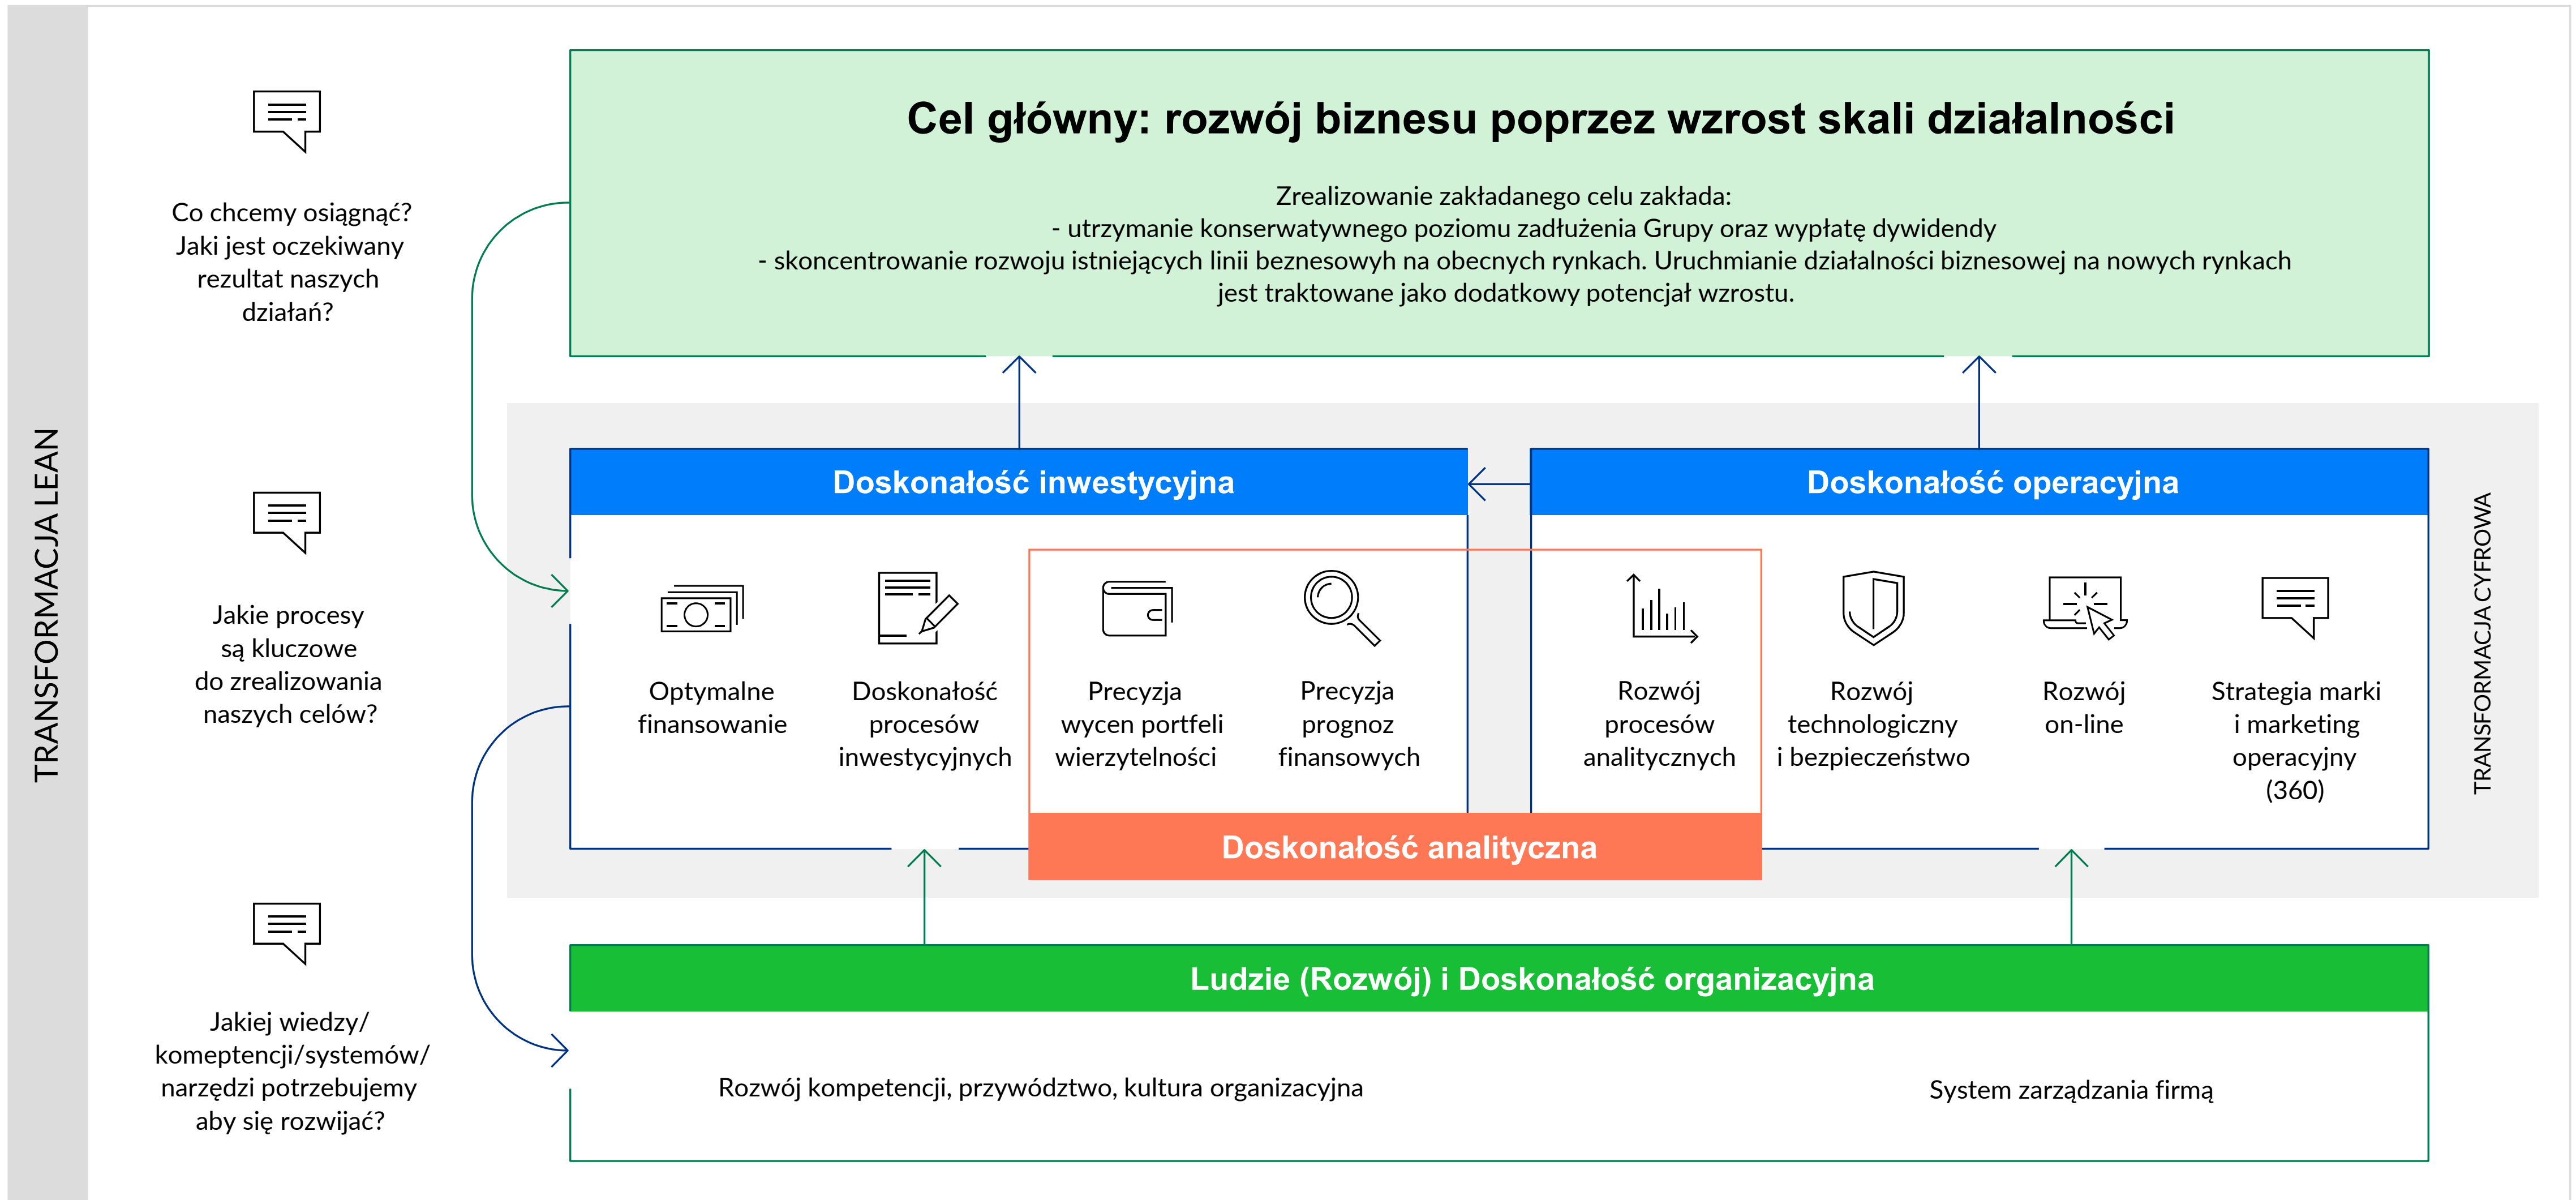 TRANSFORMACJA LEAN
Co chcemy osiągnąć?
Jaki jest oczekiwany
rezultat naszych
działań?
Cel główny: rozwój biznesu poprzez wzrost skali działalności
Zrealizowanie zakładanego celu zakłada:
- utrzymanie konserwatywnego poziomu zadłużenia Grupy oraz wypłatę dywidendy
- skoncentrowanie rozwoju istniejących linii beznesowyh na obecnych rynkach. Uruchmianie działalności biznesowej na nowych rynkach
jest traktowane jako dodatkowy potencjał wzrostu.
Jakie procesy
są kluczowe
do zrealizowania
naszych celów?
Doskonałość inwestycyjna
Optymalne
finansowanie
Doskonałość
procesów
inwestycyjnych
Precyzja
wycen portfeli
wierzytelności
Precyzja
prognoz
finansowych
Doskonałość operacyjna
Rozwój
procesów
analitycznych
Rozwój
technologiczny
i bezpieczeństwo
Rozwój
on-line
Strategia marki
i marketing
operacyjny
(360)
Doskonałość analityczna
TRANSFORMACJA CYFROWA
Jakiej wiedzy/
komeptencji/systemów/
narzędzi potrzebujemy
aby się rozwijać?
Ludzie (Rozwój) i Doskonałość organizacyjna
Rozwój kompetencji, przywództwo, kultura organizacyjna
System zarządzania firmą